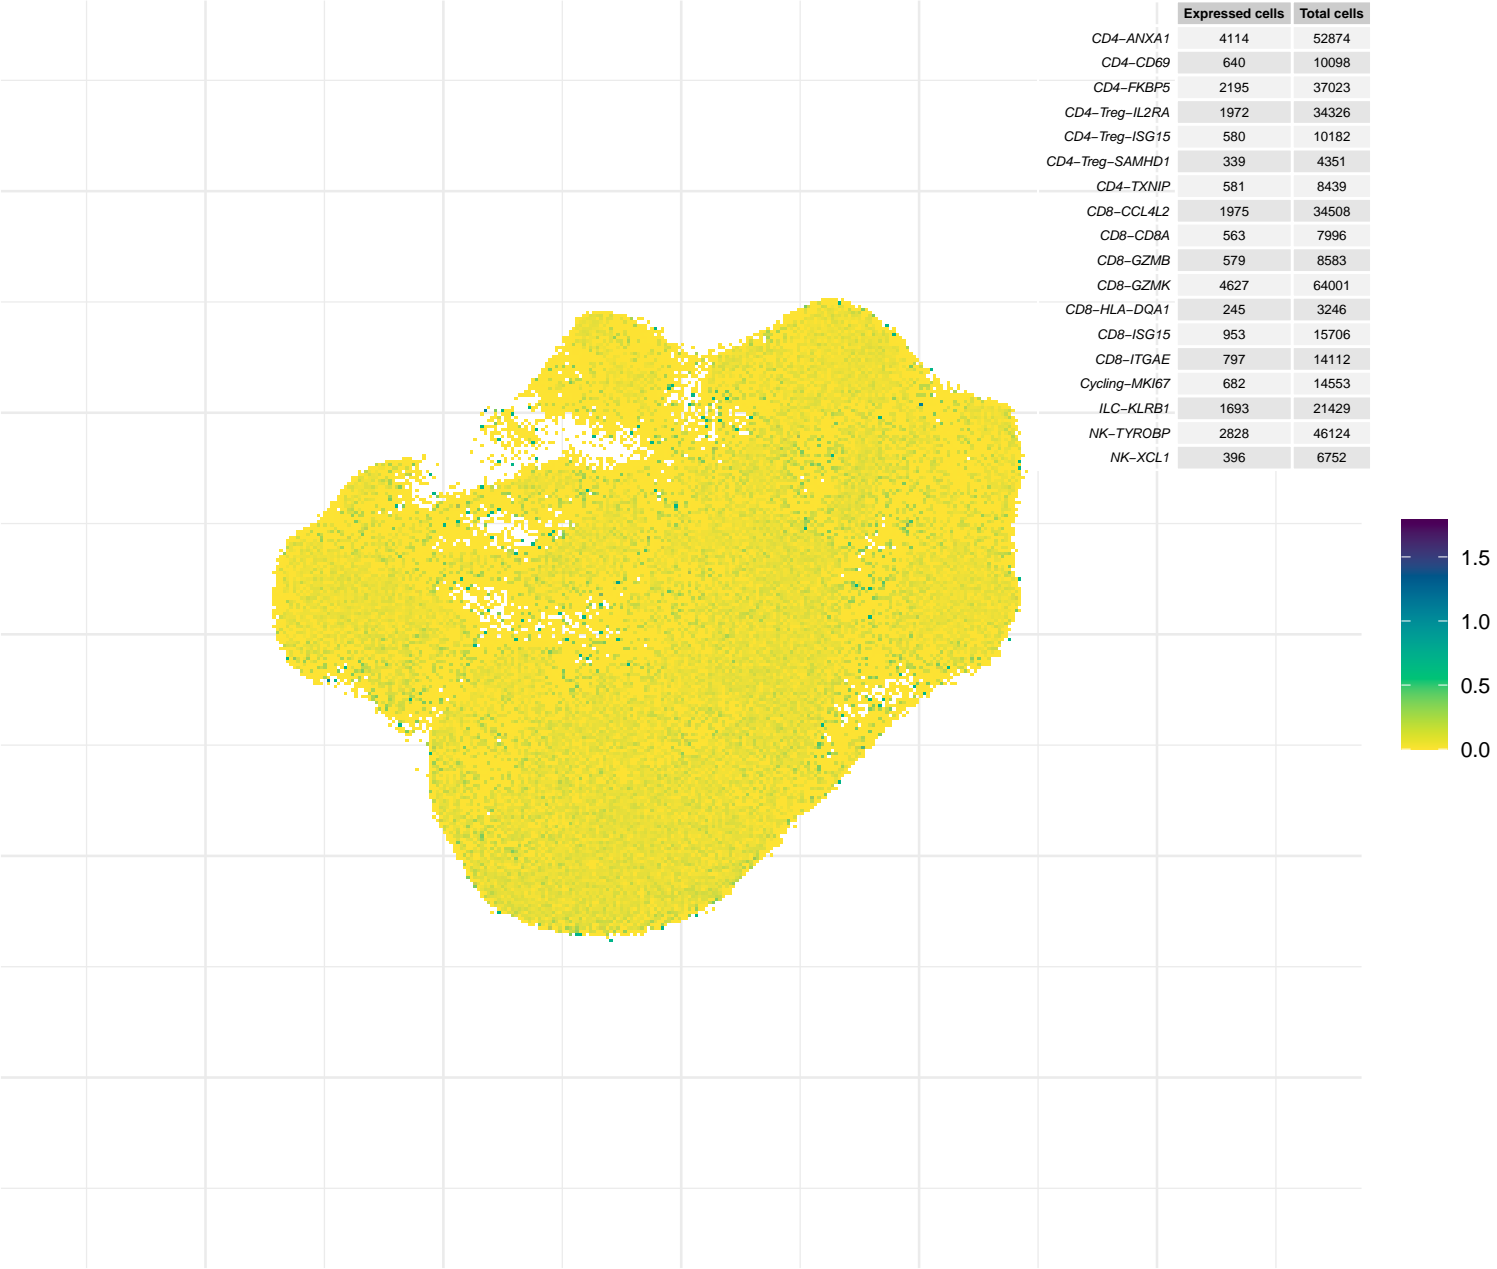 Expressed cells Total cells
CD4−ANXA1 4114 52874
CD4−CD69 640 10098
CD4−FKBP5 2195 37023
CD4−Treg−IL2RA 1972 34326
CD4−Treg−ISG15 580 10182
CD4−Treg−SAMHD1 339 4351
CD4−TXNIP 581 8439
CD8−CCL4L2 1975 34508
CD8−CD8A 563 7996
CD8−GZMB 579 8583
CD8−GZMK 4627 64001
CD8−HLA−DQA1 245 3246
CD8−ISG15 953 15706
CD8−ITGAE 797 14112
Cycling−MKI67 682 14553
ILC−KLRB1 1693 21429
NK−TYROBP 2828 46124
NK−XCL1 396 6752
1.5
1.0
0.5
0.0